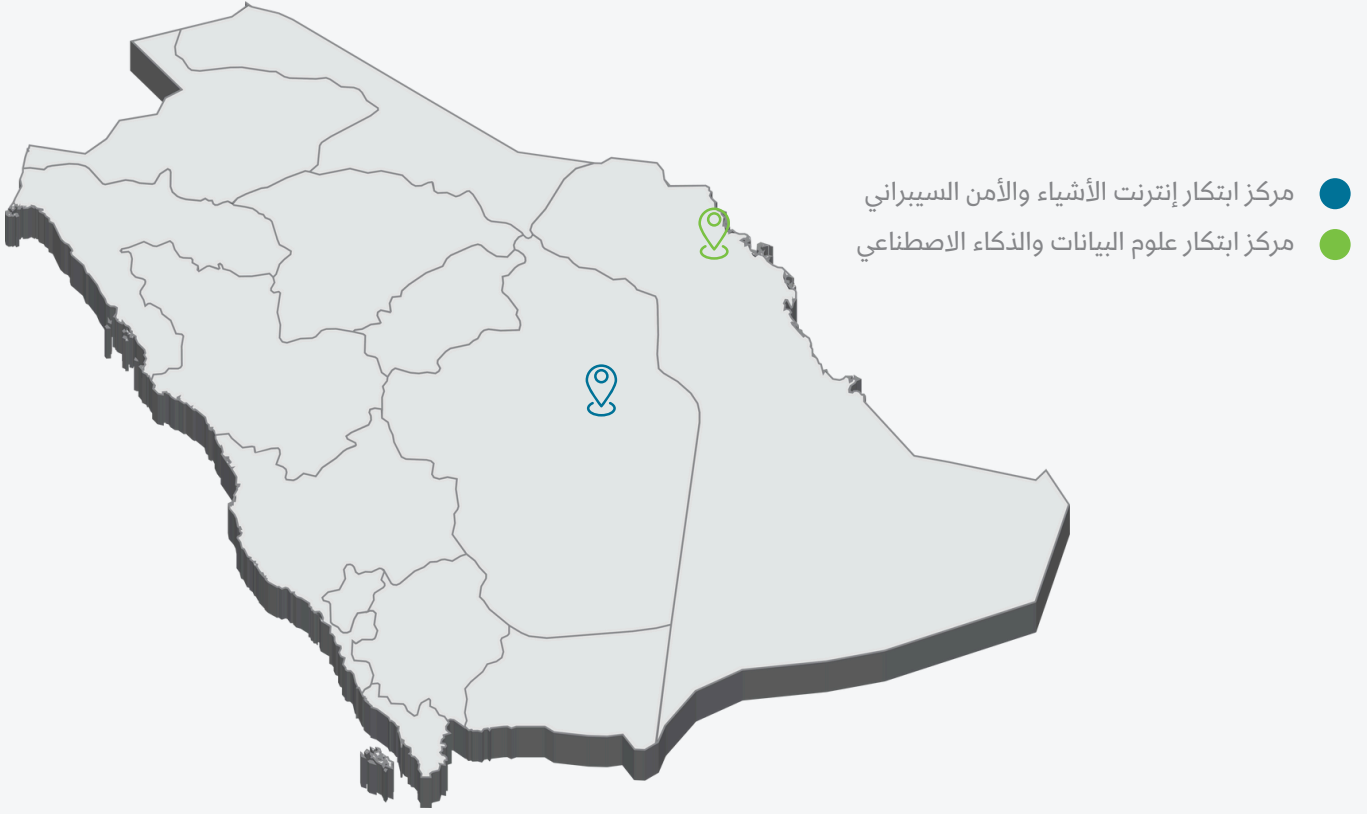 مركز ابتكار إنترنت الأشياء والأمن السيبراني
مركز ابتكار علوم البيانات والذكاء الاصطناعي